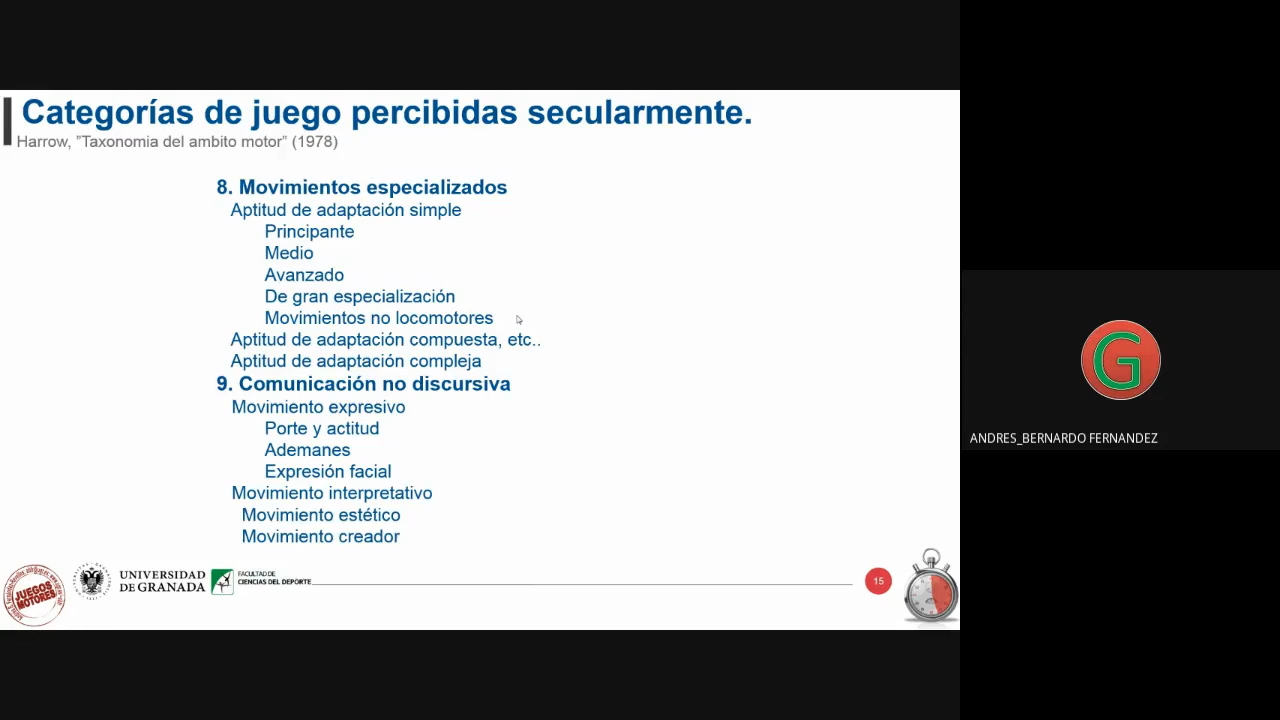 Categorías de juego percibidas secularmente.
Harrow, ”Taxonomia del ambito motor” (1978)
8. Movimientos especializados
Aptitud de adaptación simple
Principante
Medio
Avanzado
De gran especialización
Movimientos no locomotores
Aptitud de adaptación compuesta, etc..
Aptitud de adaptación compleja
9. Comunicación no discursiva
Movimiento expresivo
Porte y actitud
Ademanes
Expresión facial
Movimiento interpretativo
Movimiento estético
Movimiento creador
JUEGOS
MOTORES
UNIVERSIDAD
DE GRANADA
FACULTAD DE
CIENCIAS DEL DEPORTE
15
G
ANDRES_BERNARDO FERNANDEZ